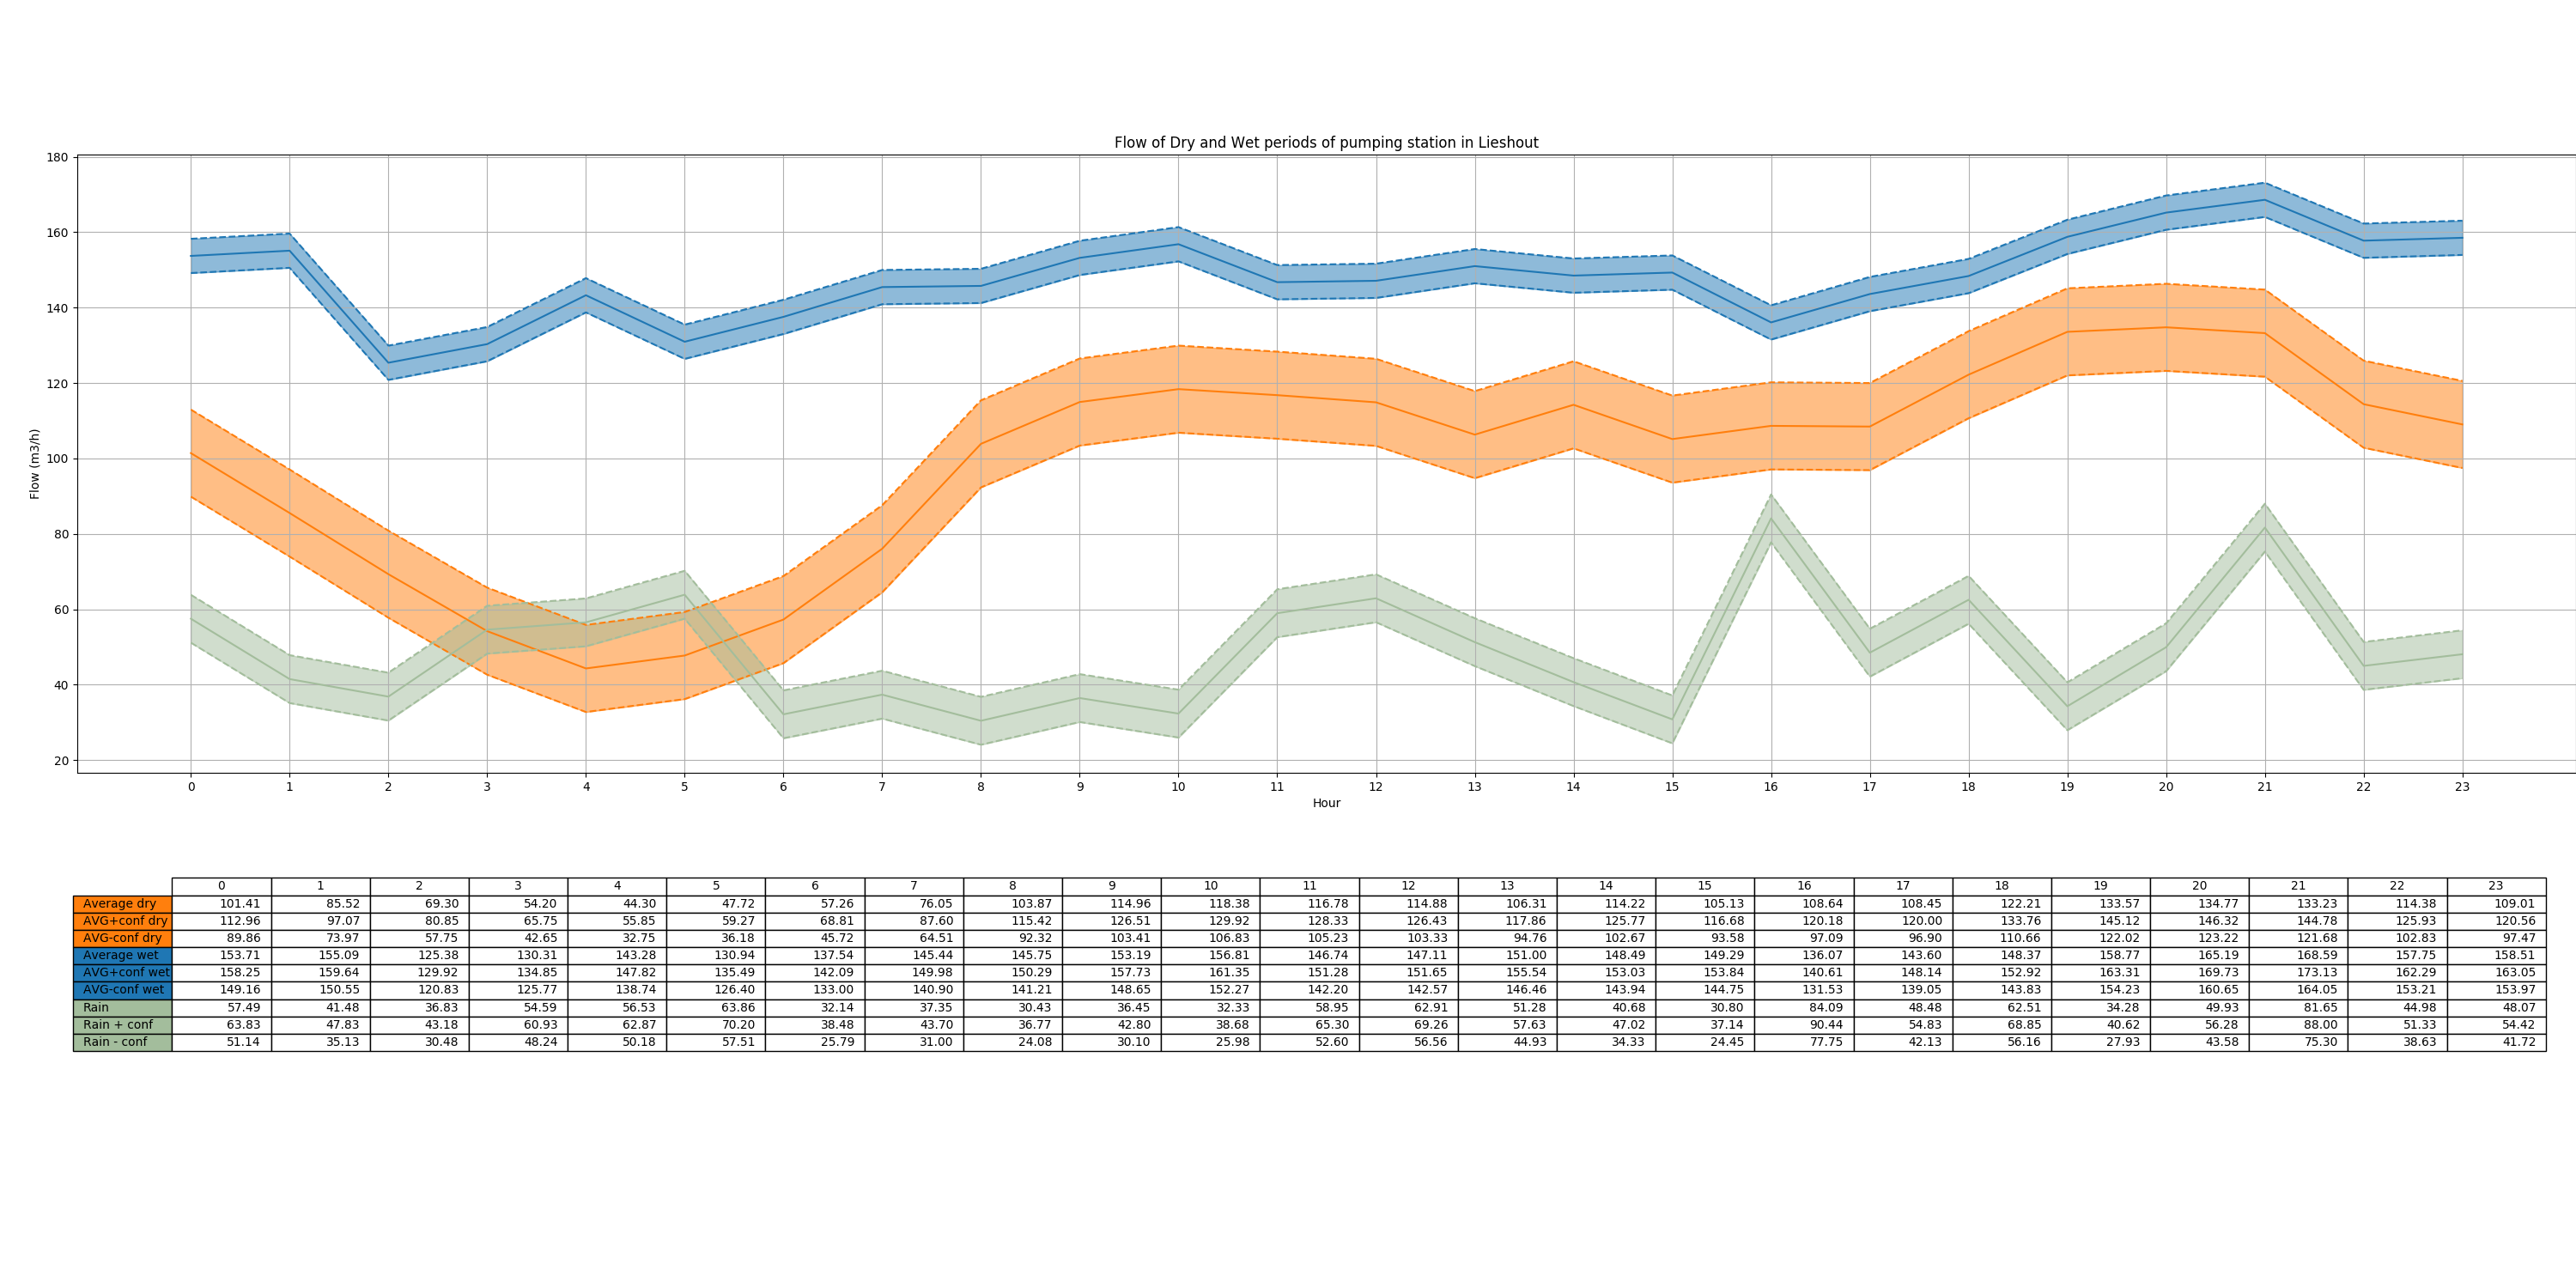 Flow of Dry and Wet periods of pumping station in Lieshout
180
160
140
120
100
80
60
40
20
Flow (m3/h)
0 1 2 3 4 5 6 7 8 9 10 11 12 13 14 15 16 17 18 19 20 21 22 23
Hour
0 1 2 3 4 5 6 7 8 9 10 11 12 13 14 15 16 17 18 19 20 21 22 23
Average dry 101.41 85.52 69.30 54.20 44.30 47.72 57.26 76.05 103.87 114.96 118.38 116.78 114.88 106.31 114.22 105.13 108.64 108.45 122.21 133.57 134.77 133.23 114.38 109.01
AVG+conf dry 112.96 97.07 80.85 65.75 55.85 59.27 68.81 87.60 115.42 126.51 129.92 128.33 126.43 117.86 125.77 116.68 120.18 120.00 133.76 145.12 146.32 144.78 125.93 120.56
AVG-conf dry 89.86 73.97 57.75 42.65 32.75 36.18 45.72 64.51 92.32 103.41 106.83 105.23 103.33 94.76 102.67 93.58 97.09 96.90 110.66 122.02 123.22 121.68 102.83 97.47
Average wet 153.71 155.09 125.38 130.31 143.28 130.94 137.54 145.44 145.75 153.19 156.81 146.74 147.11 151.00 148.49 149.29 136.07 143.60 148.37 158.77 165.19 168.59 157.75 158.51
AVG+conf wet 158.25 159.64 129.92 134.85 147.82 135.49 142.09 149.98 150.29 157.73 161.35 151.28 151.65 155.54 153.03 153.84 140.61 148.14 152.92 163.31 169.73 173.13 162.29 163.05
AVG-conf wet 149.16 150.55 120.83 125.77 138.74 126.40 133.00 140.90 141.21 148.65 152.27 142.20 142.57 146.46 143.94 144.75 131.53 139.05 143.83 154.23 160.65 164.05 153.21 153.97
Rain 57.49 41.48 36.83 54.59 56.53 63.86 32.14 37.35 30.43 36.45 32.33 58.95 62.91 51.28 40.68 30.80 84.09 48.48 62.51 34.28 49.93 81.65 44.98 48.07
Rain + conf 63.83 47.83 43.18 60.93 62.87 70.20 38.48 43.70 36.77 42.80 38.68 65.30 69.26 57.63 47.02 37.14 90.44 54.83 68.85 40.62 56.28 88.00 51.33 54.42
Rain - conf 51.14 35.13 30.48 48.24 50.18 57.51 25.79 31.00 24.08 30.10 25.98 52.60 56.56 44.93 34.33 24.45 77.75 42.13 56.16 27.93 43.58 75.30 38.63 41.72